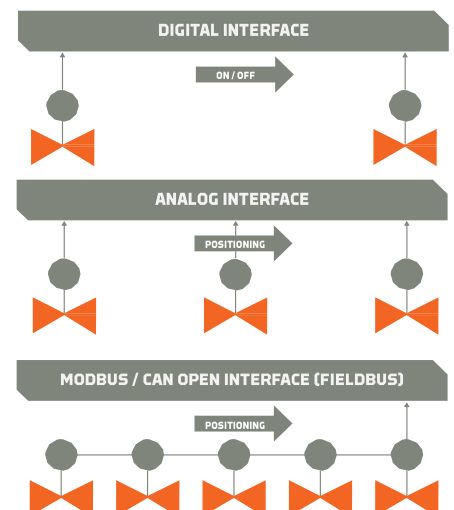 DIGITAL INTERFACE
ON / OFF
ANALOG INTERFACE
POSITIONING
MODBUS / CAN OPEN INTERFACE (FIELDBUS)
POSITIONING